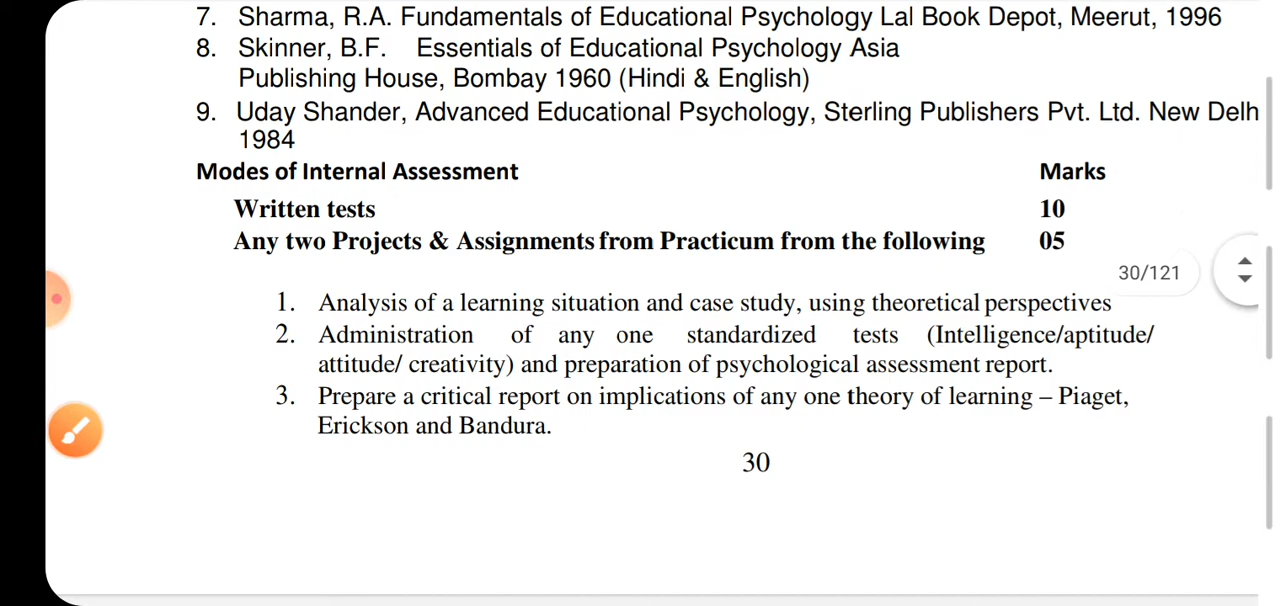 7. Sharma, R.A. Fundamentals of Educational Psychology Lal Book Depot, Meerut, 1996
8. Skinner, B.F. Essentials of Educational Psychology Asia
Publishing House, Bombay 1960 (Hindi & English)
9. Uday Shander, Advanced Educational Psychology, Sterling Publishers Pvt. Ltd. New Delh
1984
Modes of Internal Assessment Marks
Written tests 10
Any two Projects & Assignments from Practicum from the following 05
30/121
1. Analysis of a learning situation and case study, using theoretical perspectives
2. Administration of any one standardized tests (Intelligence/aptitude/
attitude/ creativity) and preparation of psychological assessment report.
3. Prepare a critical report on implications of any one theory of learning – Piaget,
Erickson and Bandura.
30